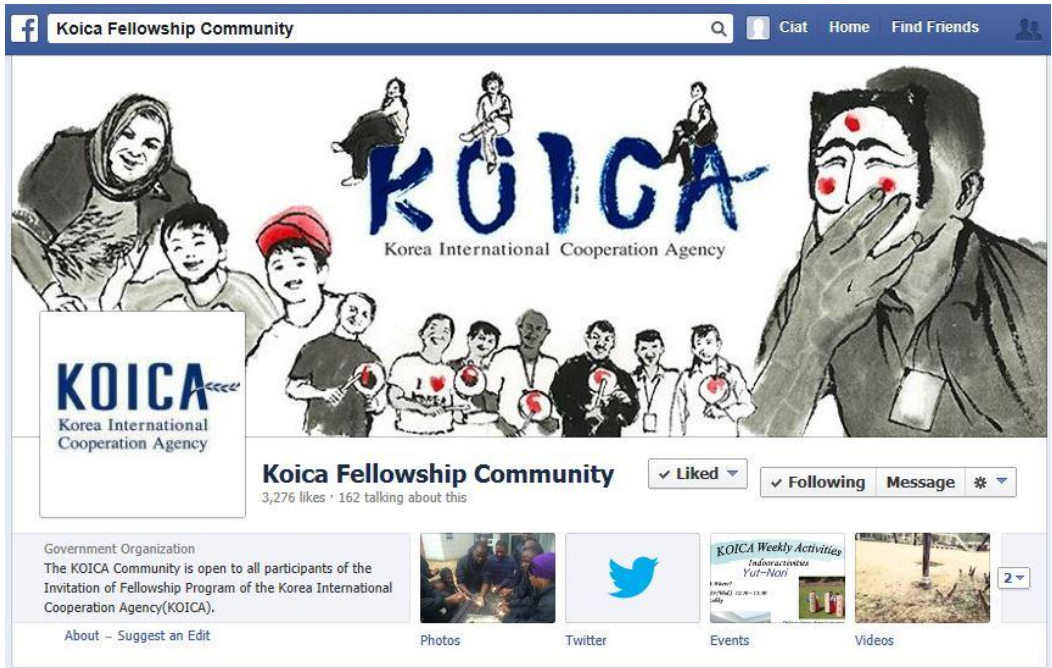 Koica Fellowship Community
Ciat Home Find Friends
KOICA
Korea International Cooperation Agency
I
KOICA
Korea International
Cooperation Agency
Koica Fellowship Community
3,276 likes · 162 talking about this
Liked
Following
Message
Government Organization
The KOICA Community is open to all participants of the
Invitation of Fellowship Program of the Korea International
Cooperation Agency(KOICA).
About – Suggest an Edit
KOICA Weekly Activities
Indooractivities
Yut-Nori
2
Photos
Twitter
Events
Videos